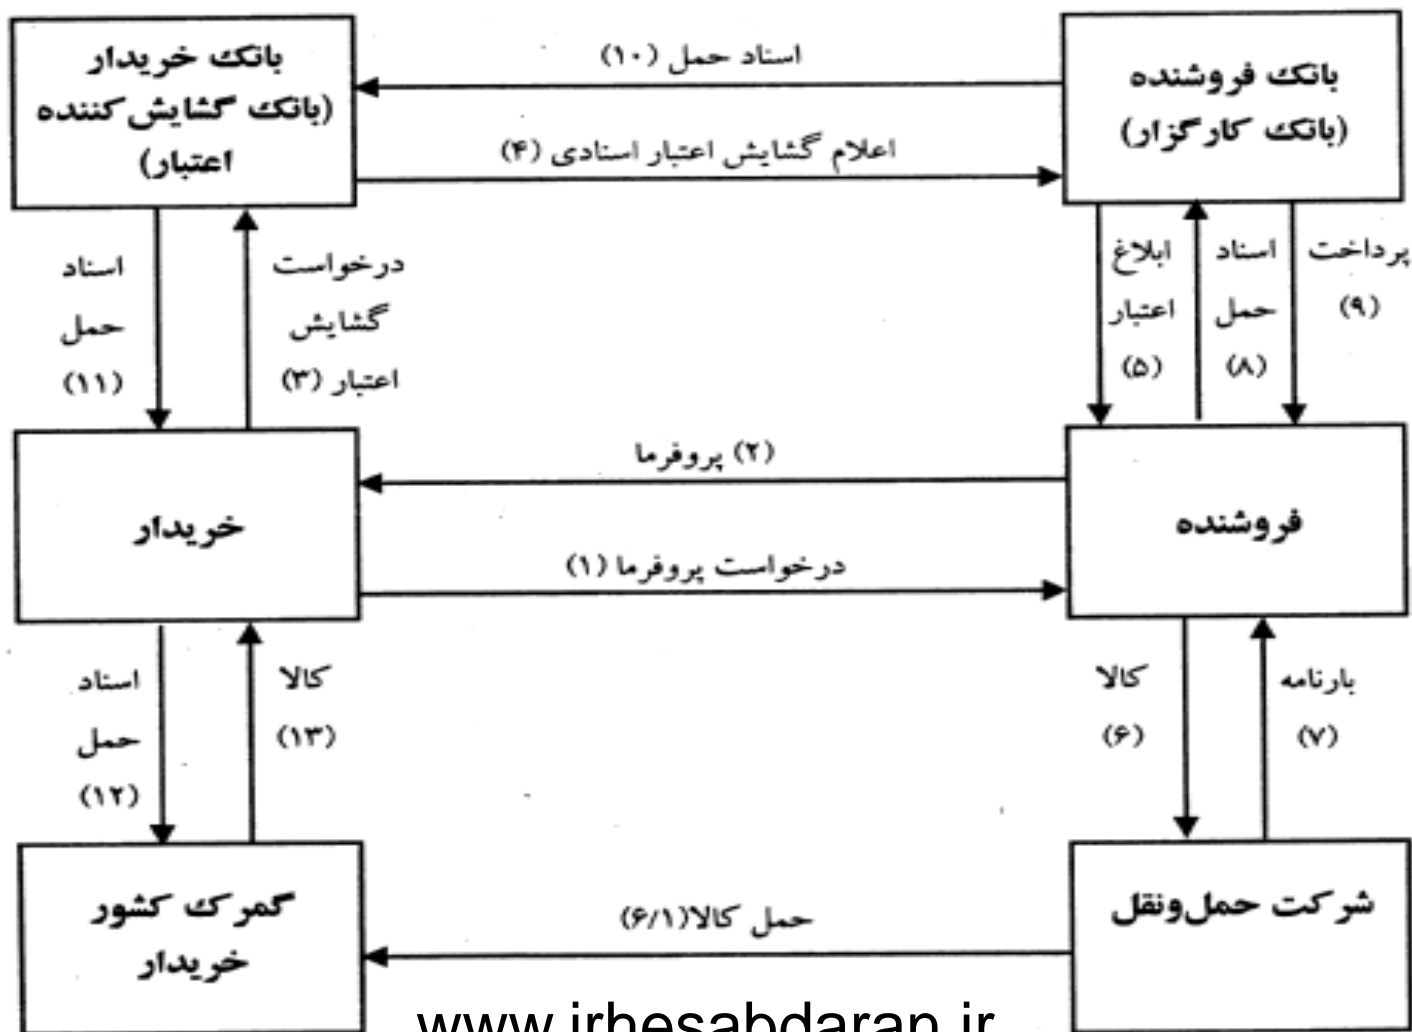 بانک خریدار
(بانک گشایش کننده
اعتبار)
اسناد حمل (۱۰)
اعلام گشایش اعتبار اسنادی (۴)
بانک فروشنده
(بانک کارگزار)
اسناد
حمل
(۱۱)
درخواست
گشایش
اعتبار (۳)
ابلاغ
اعتبار
(۵)
اسناد
حمل
(۸)
پرداخت
(۹)
خریدار
(۲) پروفرما
درخواست پروفرما (۱)
فروشنده
اسناد
حمل
(۱۲)
کالا
(۱۳)
کالا
(۶)
بارنامه
(۷)
گمرک کشور
خریدار
حمل کالا(۶/۱)
شرکت حمل‌ونقل
www.irhesabdaran.ir